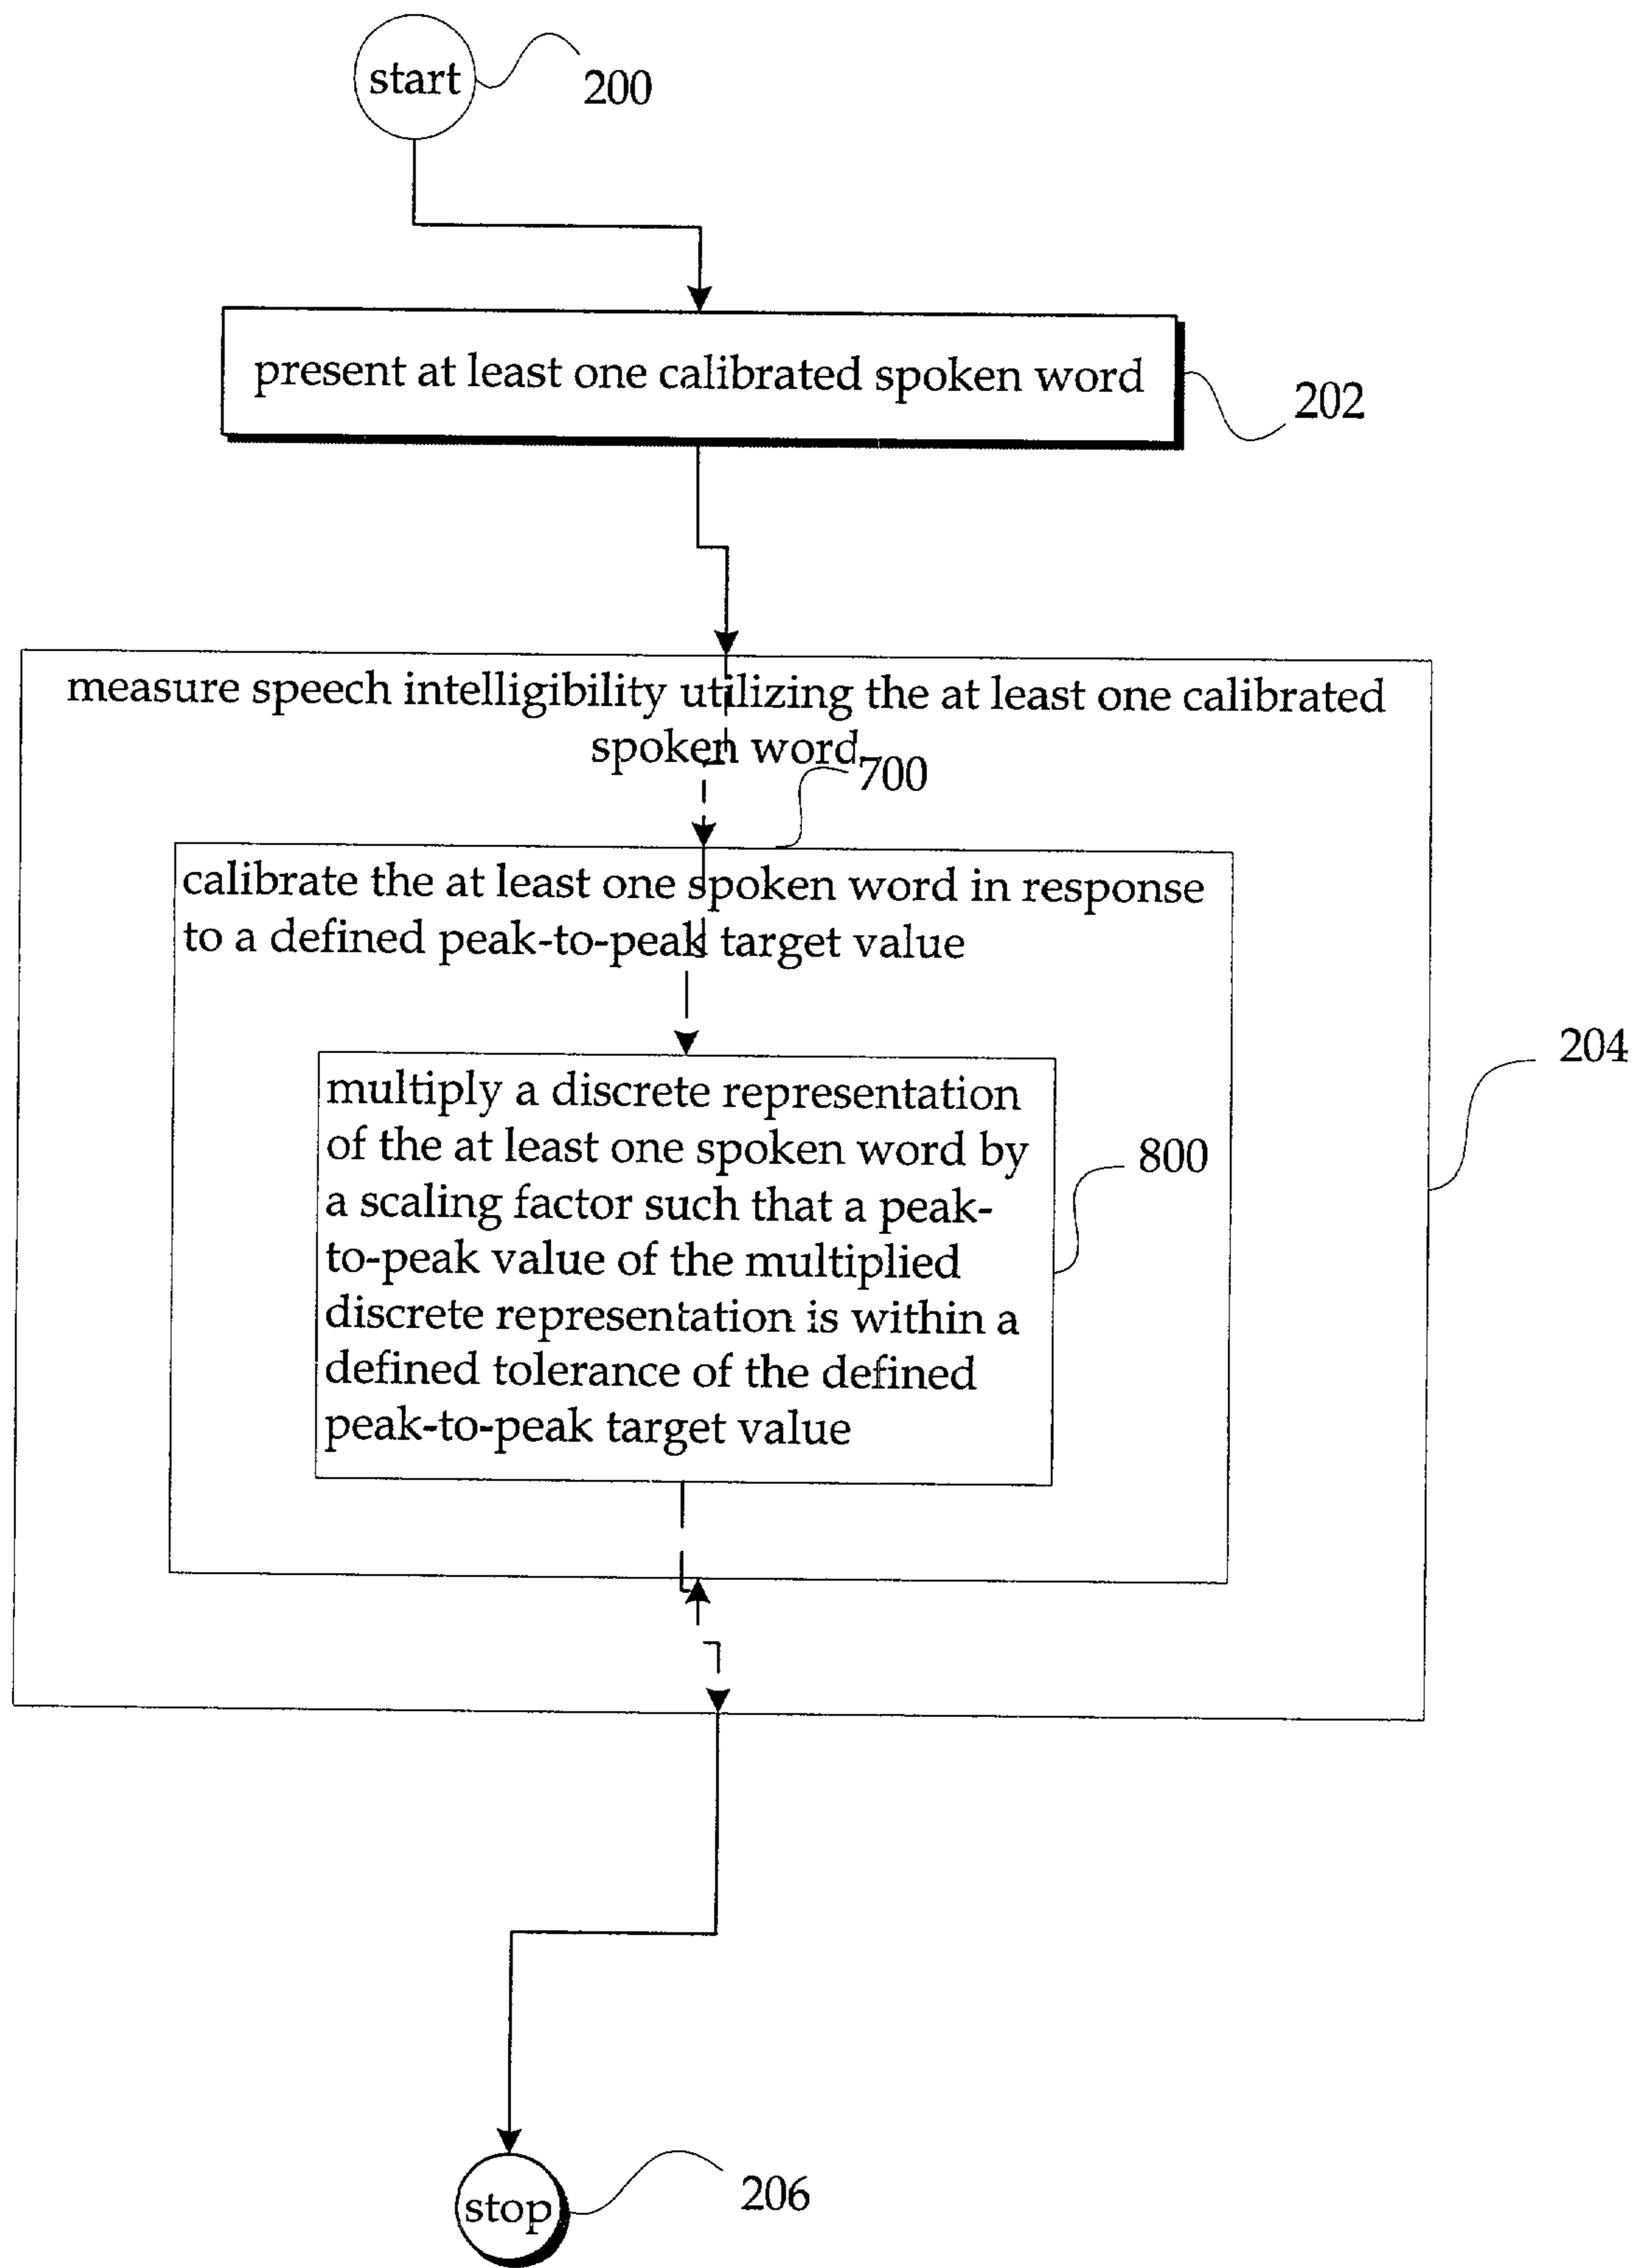 start
200
present at least one calibrated spoken word
202
measure speech intelligibility utilizing the at least one calibrated
spoken word
700
calibrate the at least one spoken word in response
to a defined peak-to-peak target value
204
multiply a discrete representation
of the at least one spoken word by
a scaling factor such that a peak-
to-peak value of the multiplied
discrete representation is within a
defined tolerance of the defined
peak-to-peak target value
800
stop
206